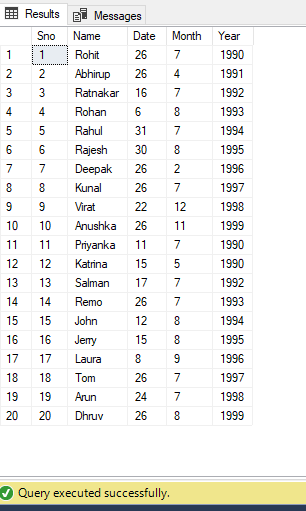 Results Messages
Sno Name Date Month Year
1 1 Rohit 26 7 1990
2 2 Abhirup 26 4 1991
3 3 Ratnakar 16 7 1992
4 4 Rohan 6 8 1993
5 5 Rahul 31 7 1994
6 6 Rajesh 30 8 1995
7 7 Deepak 26 2 1996
8 8 Kunal 26 7 1997
9 9 Virat 22 12 1998
10 10 Anushka 26 11 1999
11 11 Priyanka 11 7 1990
12 12 Katrina 15 5 1990
13 13 Salman 17 7 1992
14 14 Remo 26 7 1993
15 15 John 12 8 1994
16 16 Jerry 15 8 1995
17 17 Laura 8 9 1996
18 18 Tom 26 7 1997
19 19 Arun 24 7 1998
20 20 Dhruv 26 8 1999
Query executed successfully.